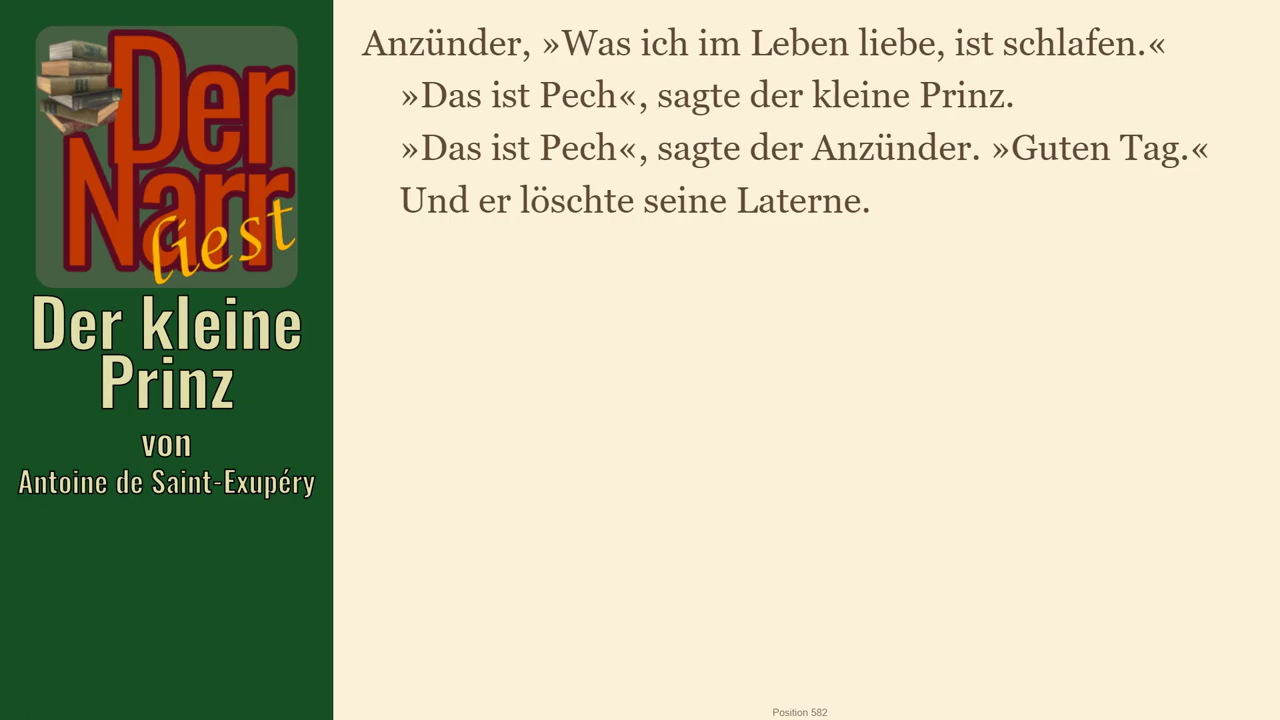 Der
Narr
liest
Der kleine
Prinz
von
Antoine de Saint-Exupéry
Anzünder, »Was ich im Leben liebe, ist schlafen.«
»Das ist Pech«, sagte der kleine Prinz.
»Das ist Pech«, sagte der Anzünder. »Guten Tag.«
Und er löschte seine Laterne.
Position 582